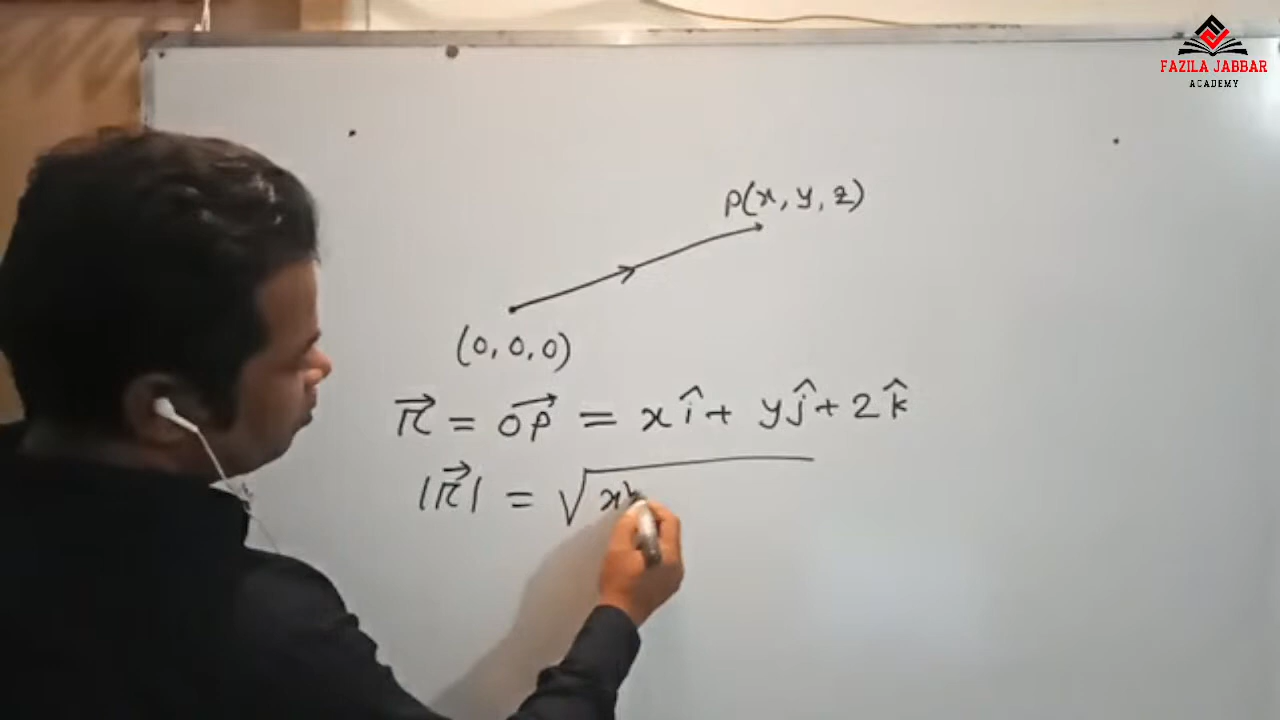 FAZILA JABBAR
ACADEMY
P(x, y, z)
(0, 0, 0)
r⃗ = OP⃗ = x î + y ĵ + z k̂
|r⃗| = √x